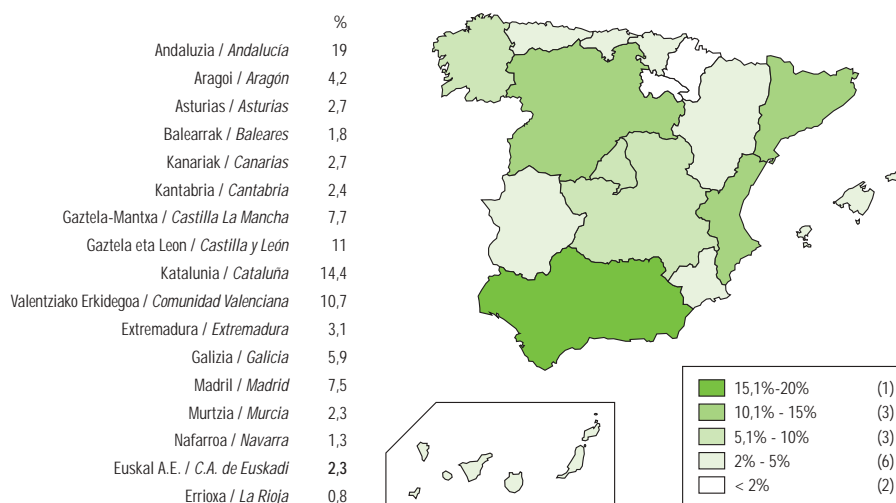 %
Andaluzia / Andalucía 19
Aragoi / Aragón 4,2
Asturias / Asturias 2,7
Balearrak / Baleares 1,8
Kanariak / Canarias 2,7
Kantabria / Cantabria 2,4
Gaztela-Mantxa / Castilla La Mancha 7,7
Gaztela eta Leon / Castilla y León 11
Katalunia / Cataluña 14,4
Valentziako Erkidegoa / Comunidad Valenciana 10,7
Extremadura / Extremadura 3,1
Galizia / Galicia 5,9
Madril / Madrid 7,5
Murtzia / Murcia 2,3
Nafarroa / Navarra 1,3
Euskal A.E. / C.A. de Euskadi 2,3
Errioxa / La Rioja 0,8
15,1%-20% (1)
10,1% - 15% (3)
5,1% - 10% (3)
2% - 5% (6)
< 2% (2)